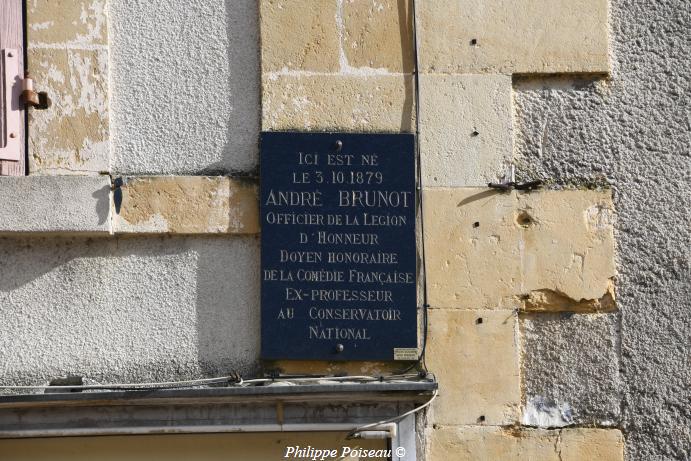 ICI EST NÉ
LE 3.10.1879
ANDRÉ BRUNOT
OFFICIER DE LA LEGION
D'HONNEUR
DOYEN HONORAIRE
DE LA COMÉDIE FRANÇAISE
EX-PROFESSEUR
AU CONSERVATOIR
NATIONAL
Philippe Poiseau ©